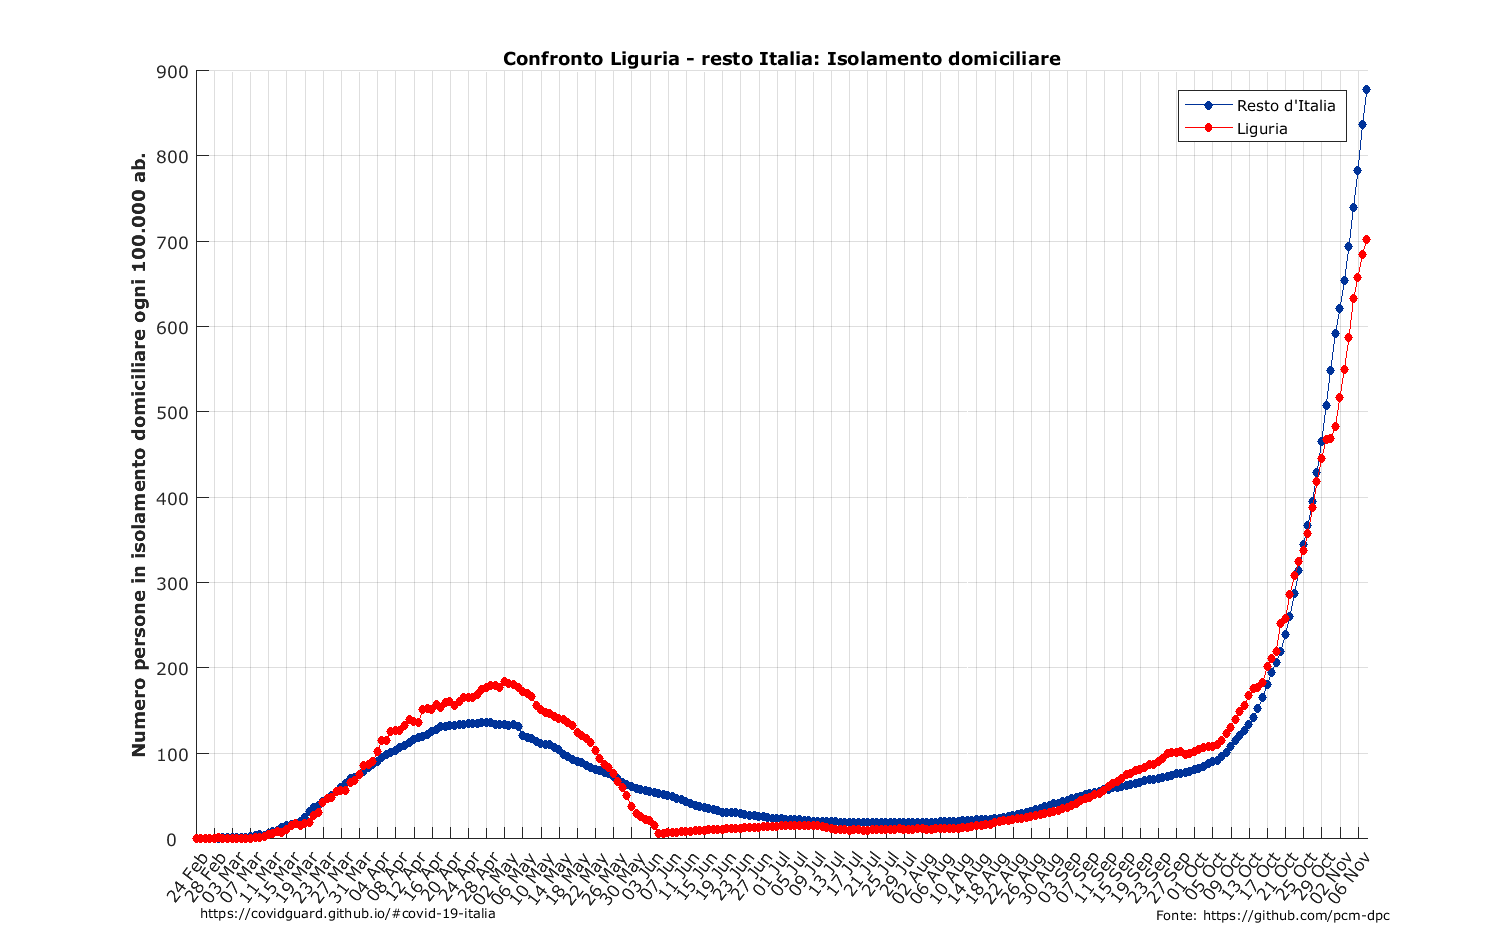 Confronto Liguria - resto Italia: Isolamento domiciliare
Numero persone in isolamento domiciliare ogni 100.000 ab.
900
800
700
600
500
400
300
200
100
0
Resto d'Italia
Liguria
24 Feb
28 Feb
03 Mar
07 Mar
11 Mar
15 Mar
19 Mar
23 Mar
27 Mar
31 Mar
04 Apr
08 Apr
12 Apr
16 Apr
20 Apr
24 Apr
28 Apr
02 May
06 May
10 May
14 May
18 May
22 May
26 May
30 May
03 Jun
07 Jun
11 Jun
15 Jun
19 Jun
23 Jun
27 Jun
01 Jul
05 Jul
09 Jul
13 Jul
17 Jul
21 Jul
25 Jul
29 Jul
02 Aug
06 Aug
10 Aug
14 Aug
18 Aug
22 Aug
26 Aug
30 Aug
03 Sep
07 Sep
11 Sep
15 Sep
19 Sep
23 Sep
27 Sep
01 Oct
05 Oct
09 Oct
13 Oct
17 Oct
21 Oct
25 Oct
29 Oct
02 Nov
06 Nov
https://covidguard.github.io/#covid-19-italia
Fonte: https://github.com/pcm-dpc